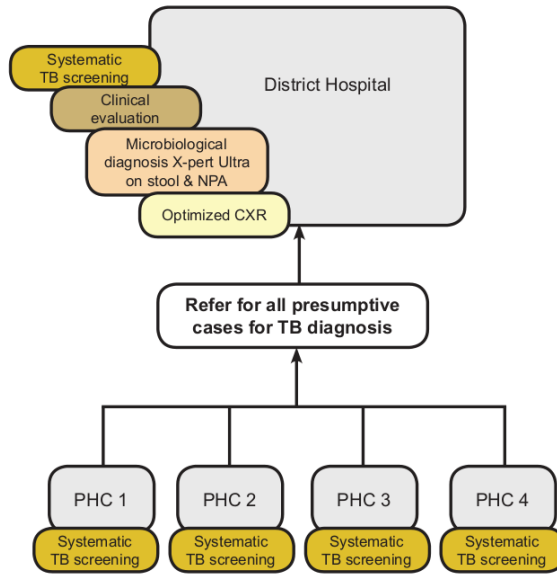 Systematic
TB screening
District Hospital
Clinical
evaluation
Microbiological
diagnosis X-pert Ultra
on stool & NPA
Optimized CXR
Refer for all presumptive
cases for TB diagnosis
PHC 1
PHC 2
PHC 3
PHC 4
Systematic
TB screening
Systematic
TB screening
Systematic
TB screening
Systematic
TB screening